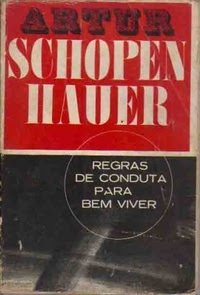 ARTUR
SCHOPEN
HAUER
REGRAS
DE CONDUTA
PARA
BEM VIVER